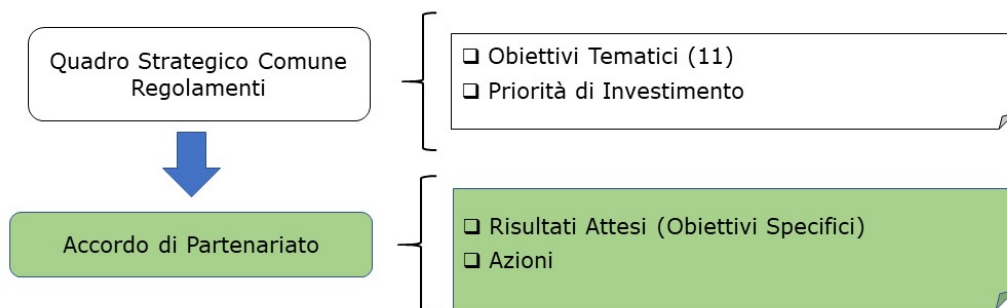 Quadro Strategico Comune
Regolamenti
❑ Obiettivi Tematici (11)
❑ Priorità di Investimento
Accordo di Partenariato
❑ Risultati Attesi (Obiettivi Specifici)
❑ Azioni